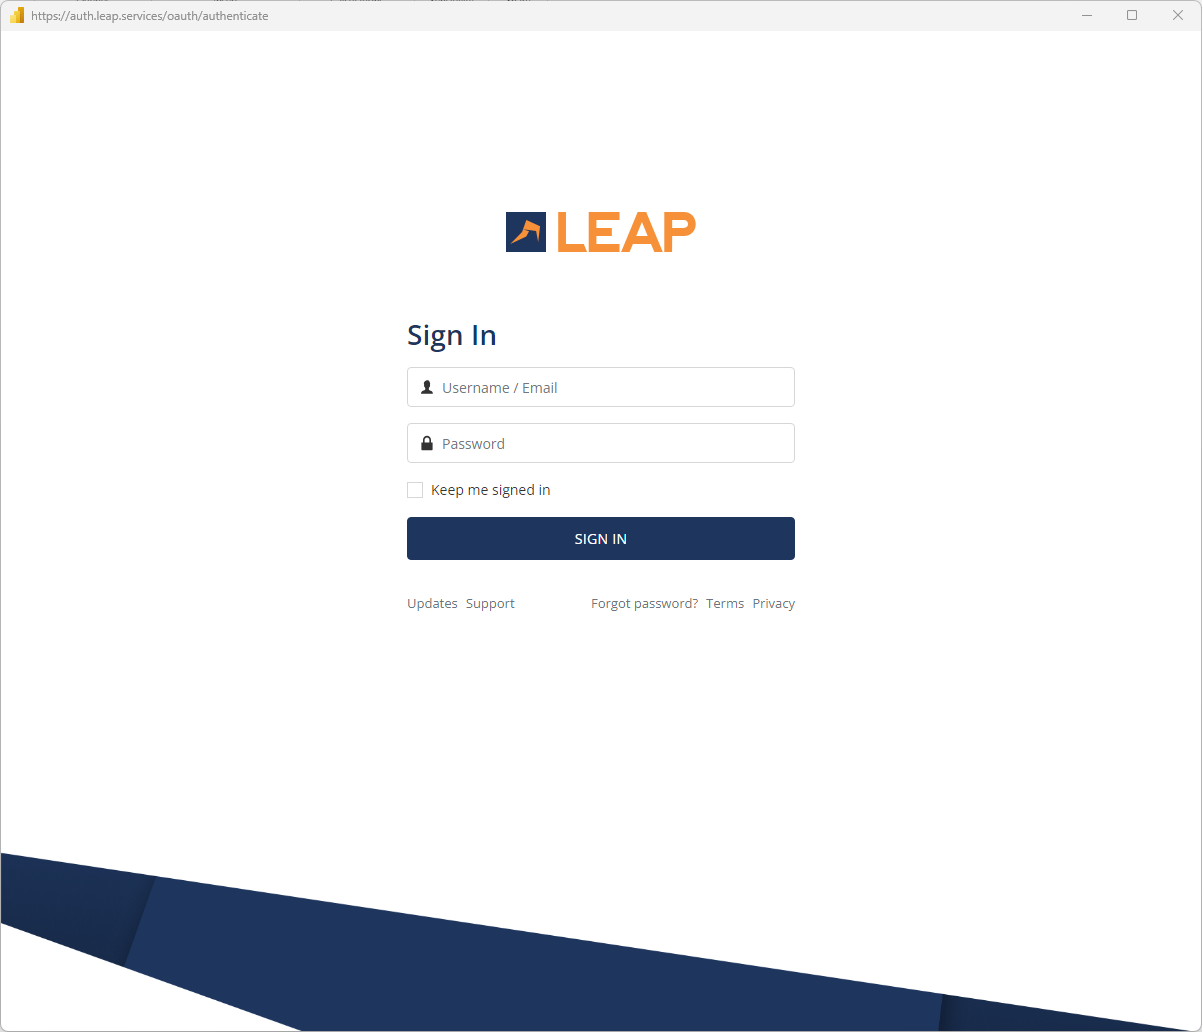 https://auth.leap.services/oauth/authenticate
LEAP
Sign In
Username / Email
Password
Keep me signed in
SIGN IN
Updates Support Forgot password? Terms Privacy